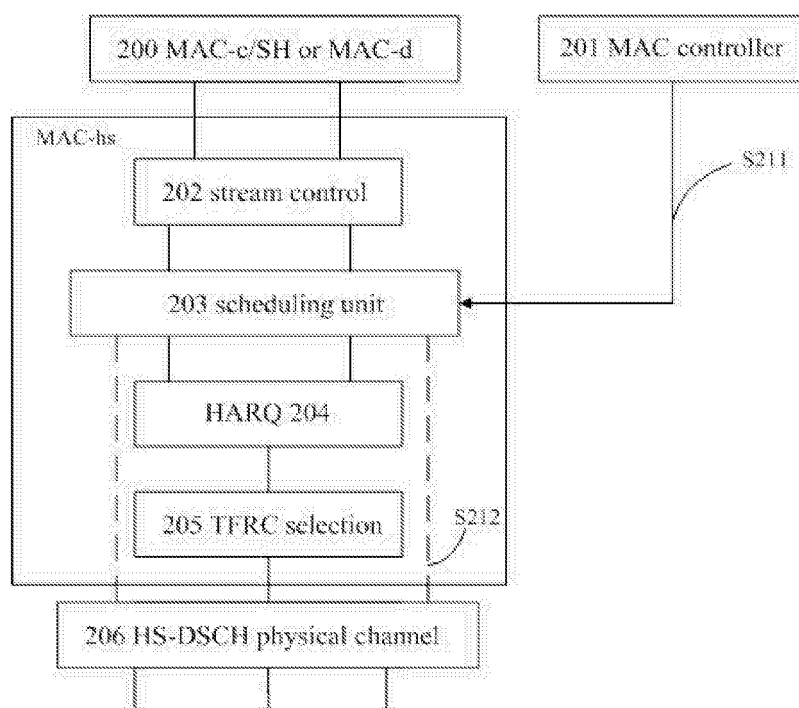 200 MAC-c/SH or MAC-d
201 MAC controller
MAC-hs
S211
202 stream control
203 scheduling unit
HARQ 204
205 TFRC selection
S212
206 HS-DSCH physical channel